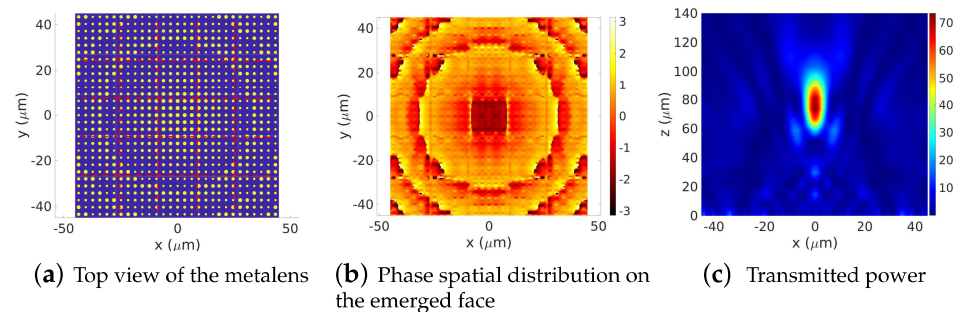 40
20
0
-20
-40
y (μm)
-50 0 50
x (μm)
40
20
0
-20
-40
y (μm)
-50 0 50
x (μm)
3
2
1
0
-1
-2
-3
140
120
100
80
60
40
20
0
z (μm)
-40 -20 0 20 40
x (μm)
70
60
50
40
30
20
10
(a) Top view of the metalens
(b) Phase spatial distribution on
the emerged face
(c) Transmitted power